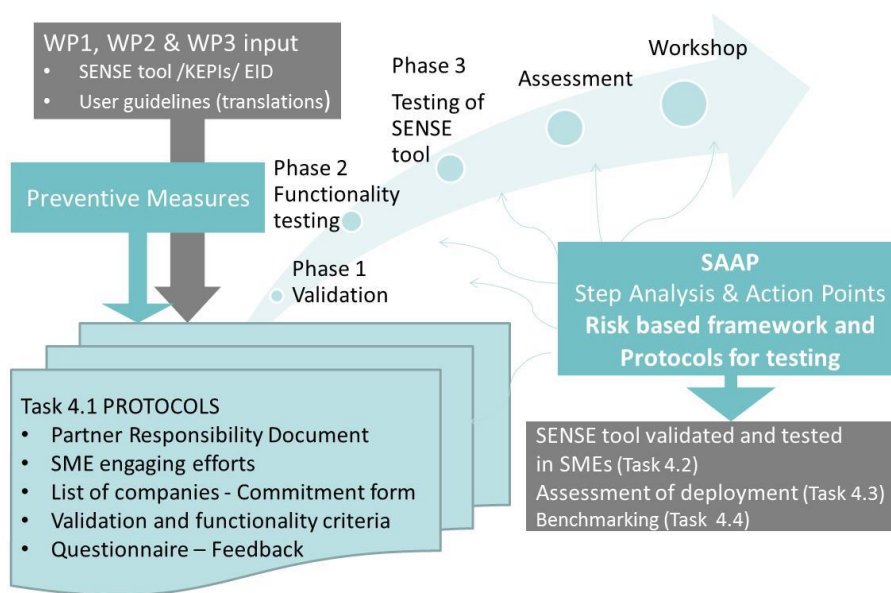 WP1, WP2 & WP3 input
• SENSE tool /KEPIs/ EID
• User guidelines (translations)
Preventive Measures
Phase 1
Validation
Phase 2
Functionality
testing
Phase 3
Testing of
SENSE
tool
Assessment
Workshop
SAAP
Step Analysis & Action Points
Risk based framework and
Protocols for testing
Task 4.1 PROTOCOLS
• Partner Responsibility Document
• SME engaging efforts
• List of companies - Commitment form
• Validation and functionality criteria
• Questionnaire – Feedback
SENSE tool validated and tested
in SMEs (Task 4.2)
Assessment of deployment (Task 4.3)
Benchmarking (Task 4.4)